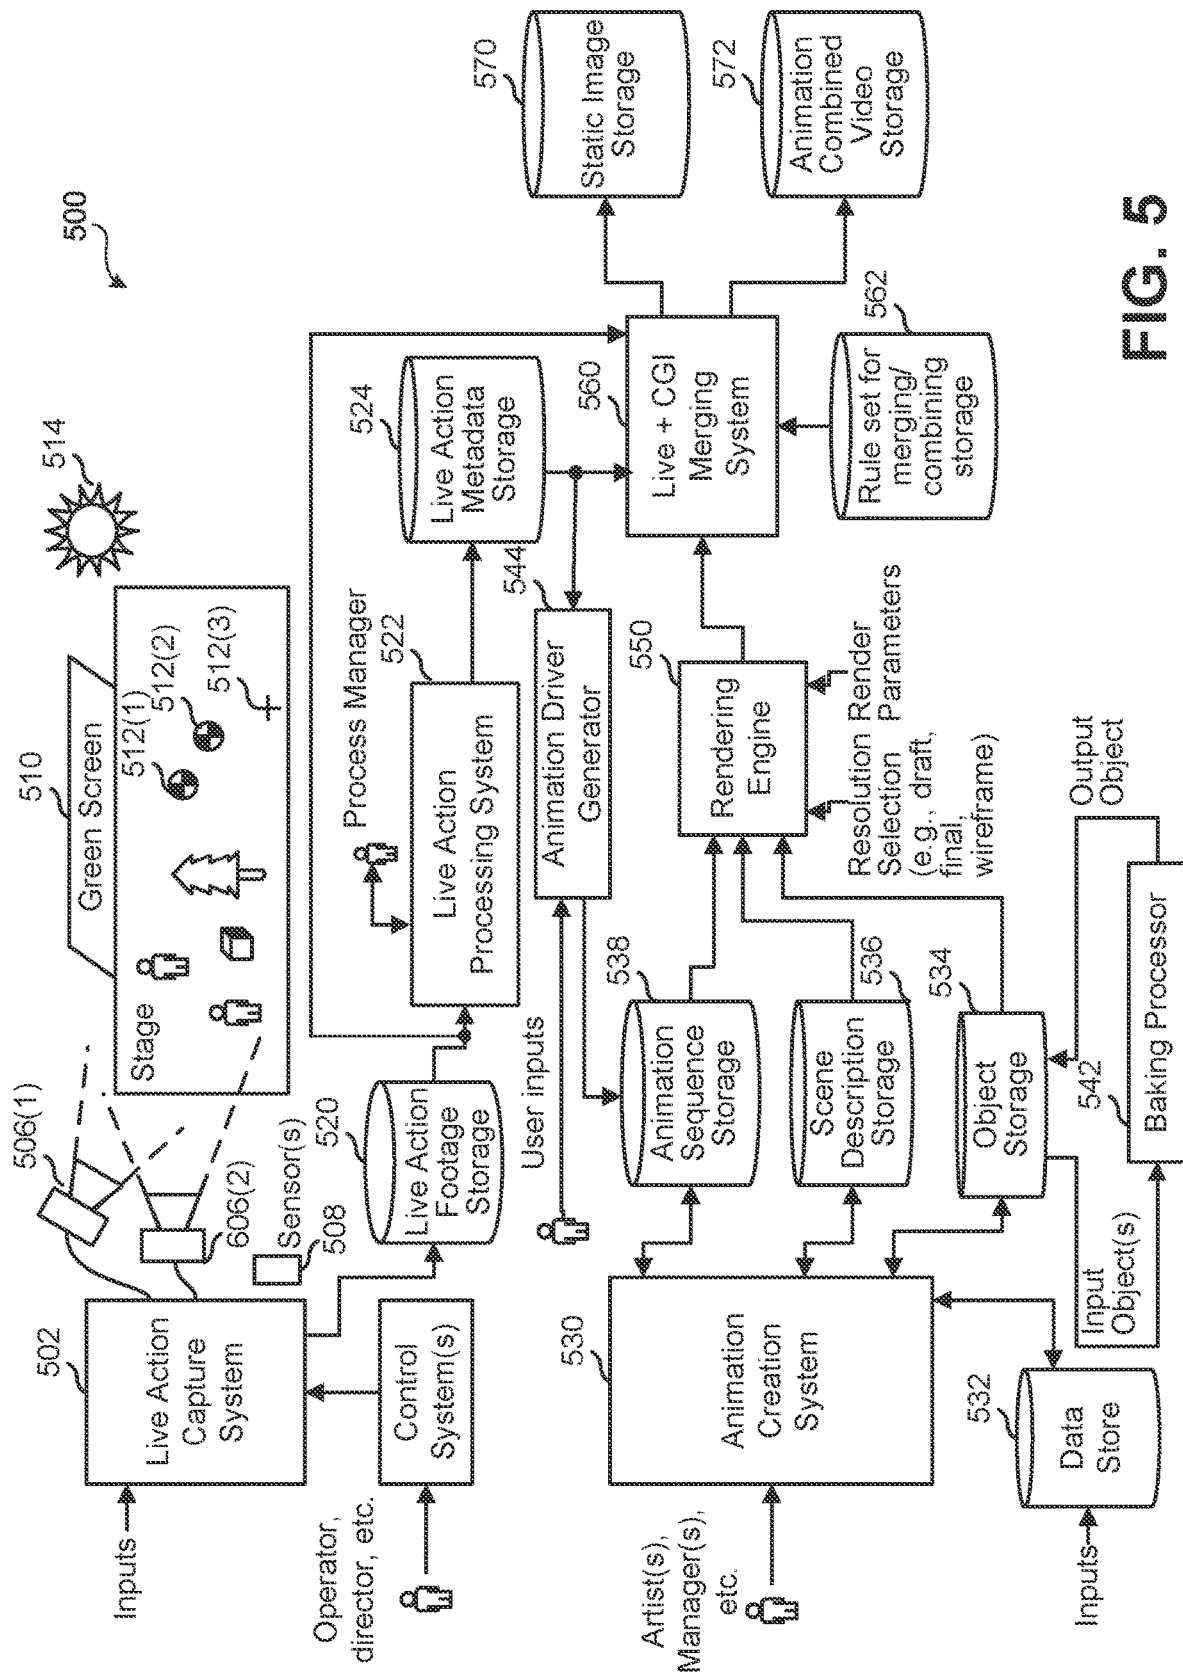 500
510
Green Screen
Stage
512(1)
512(2)
512(3)
514
506(1)
606(2)
Sensor(s)
508
502
Live Action
Capture
System
Inputs
Control
System(s)
Operator,
director, etc.
520
Live Action
Footage
Storage
Process Manager
522
Live Action
Processing System
524
Live Action
Metadata
Storage
544
Animation Driver
Generator
User inputs
530
Animation
Creation
System
Artist(s),
Manager(s),
etc.
532
Data
Store
Inputs
538
Animation
Sequence
Storage
536
Scene
Description
Storage
534
Object
Storage
Input
Object(s)
542
Baking Processor
Output
Object
550
Rendering
Engine
Resolution
Selection
(e.g., draft,
final,
wireframe)
Render
Parameters
560
Live + CGI
Merging
System
562
Rule set for
merging/
combining
storage
570
Static Image
Storage
572
Animation
Combined
Video
Storage
FIG. 5